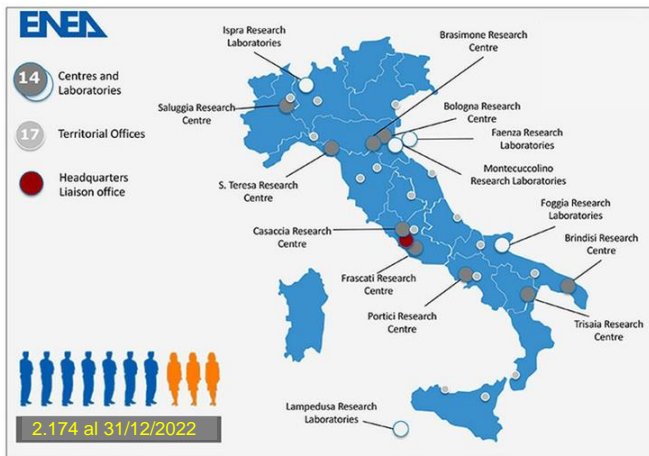 ENEA
14
Centres and
Laboratories
17
Territorial Offices
Headquarters
Liaison office
Ispra Research
Laboratories
Brasimone Research
Centre
Saluggia Research
Centre
Bologna Research
Centre
Faenza Research
Laboratories
Montecuccolino
Research Laboratories
S. Teresa Research
Centre
Foggia Research
Laboratories
Casaccia Research
Centre
Brindisi Research
Centre
Frascati Research
Centre
Portici Research
Centre
Trisaia Research
Centre
Lampedusa Research
Laboratories
2.174 al 31/12/2022